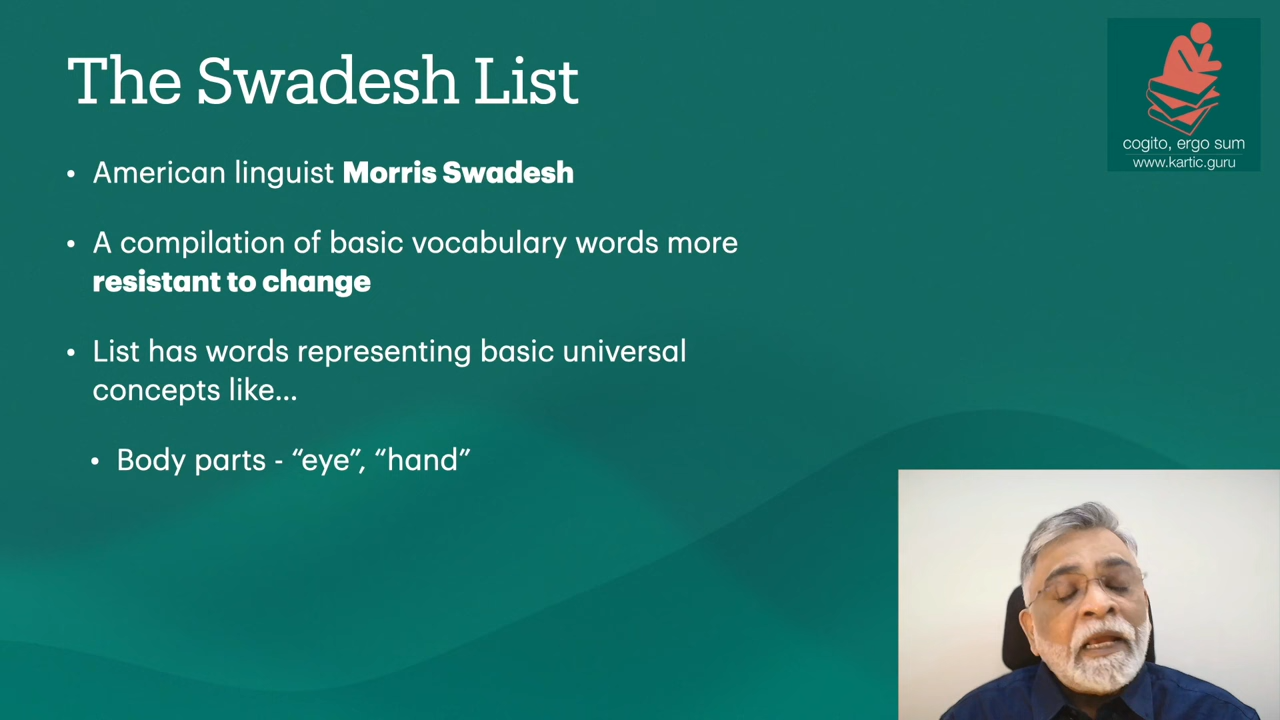 The Swadesh List
• American linguist Morris Swadesh
• A compilation of basic vocabulary words more
resistant to change
• List has words representing basic universal
concepts like...
• Body parts - “eye”, “hand”
cogito, ergo sum
www.kartic.guru